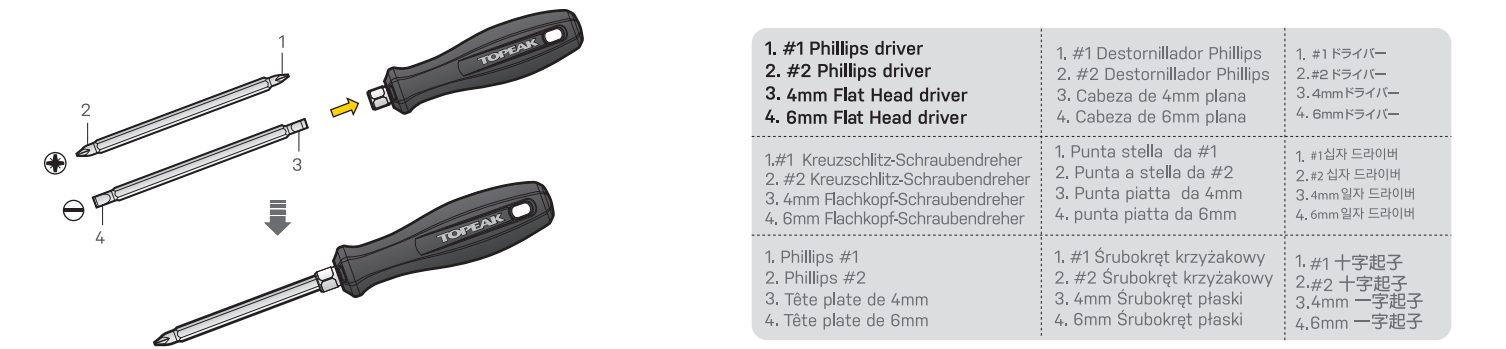 1
TOPEAK
2
3
4
TOPEAK
1. #1 Phillips driver
2. #2 Phillips driver
3. 4mm Flat Head driver
4. 6mm Flat Head driver
1. #1 Destornillador Phillips
2. #2 Destornillador Phillips
3. Cabeza de 4mm plana
4. Cabeza de 6mm plana
1. #1ドライバー
2.#2ドライバー
3.4mmドライバー
4. 6mmドライバー
1.#1 Kreuzschlitz-Schraubendreher
2. #2 Kreuzschlitz-Schraubendreher
3. 4mm Flachkopf-Schraubendreher
4. 6mm Flachkopf-Schraubendreher
1. Punta stella da #1
2. Punta a stella da #2
3. Punta piatta da 4mm
4. punta piatta da 6mm
1. #1십자 드라이버
2.#2 십자 드라이버
3.4mm일자 드라이버
4. 6mm일자 드라이버
1. Phillips #1
2. Phillips #2
3. Tête plate de 4mm
4. Tête plate de 6mm
1. #1 Śrubokręt krzyżakowy
2. #2 Śrubokręt krzyżakowy
3. 4mm Śrubokręt płaski
4. 6mm Śrubokręt płaski
1. #1 十字起子
2.#2 十字起子
3.4mm 一字起子
4.6mm 一字起子